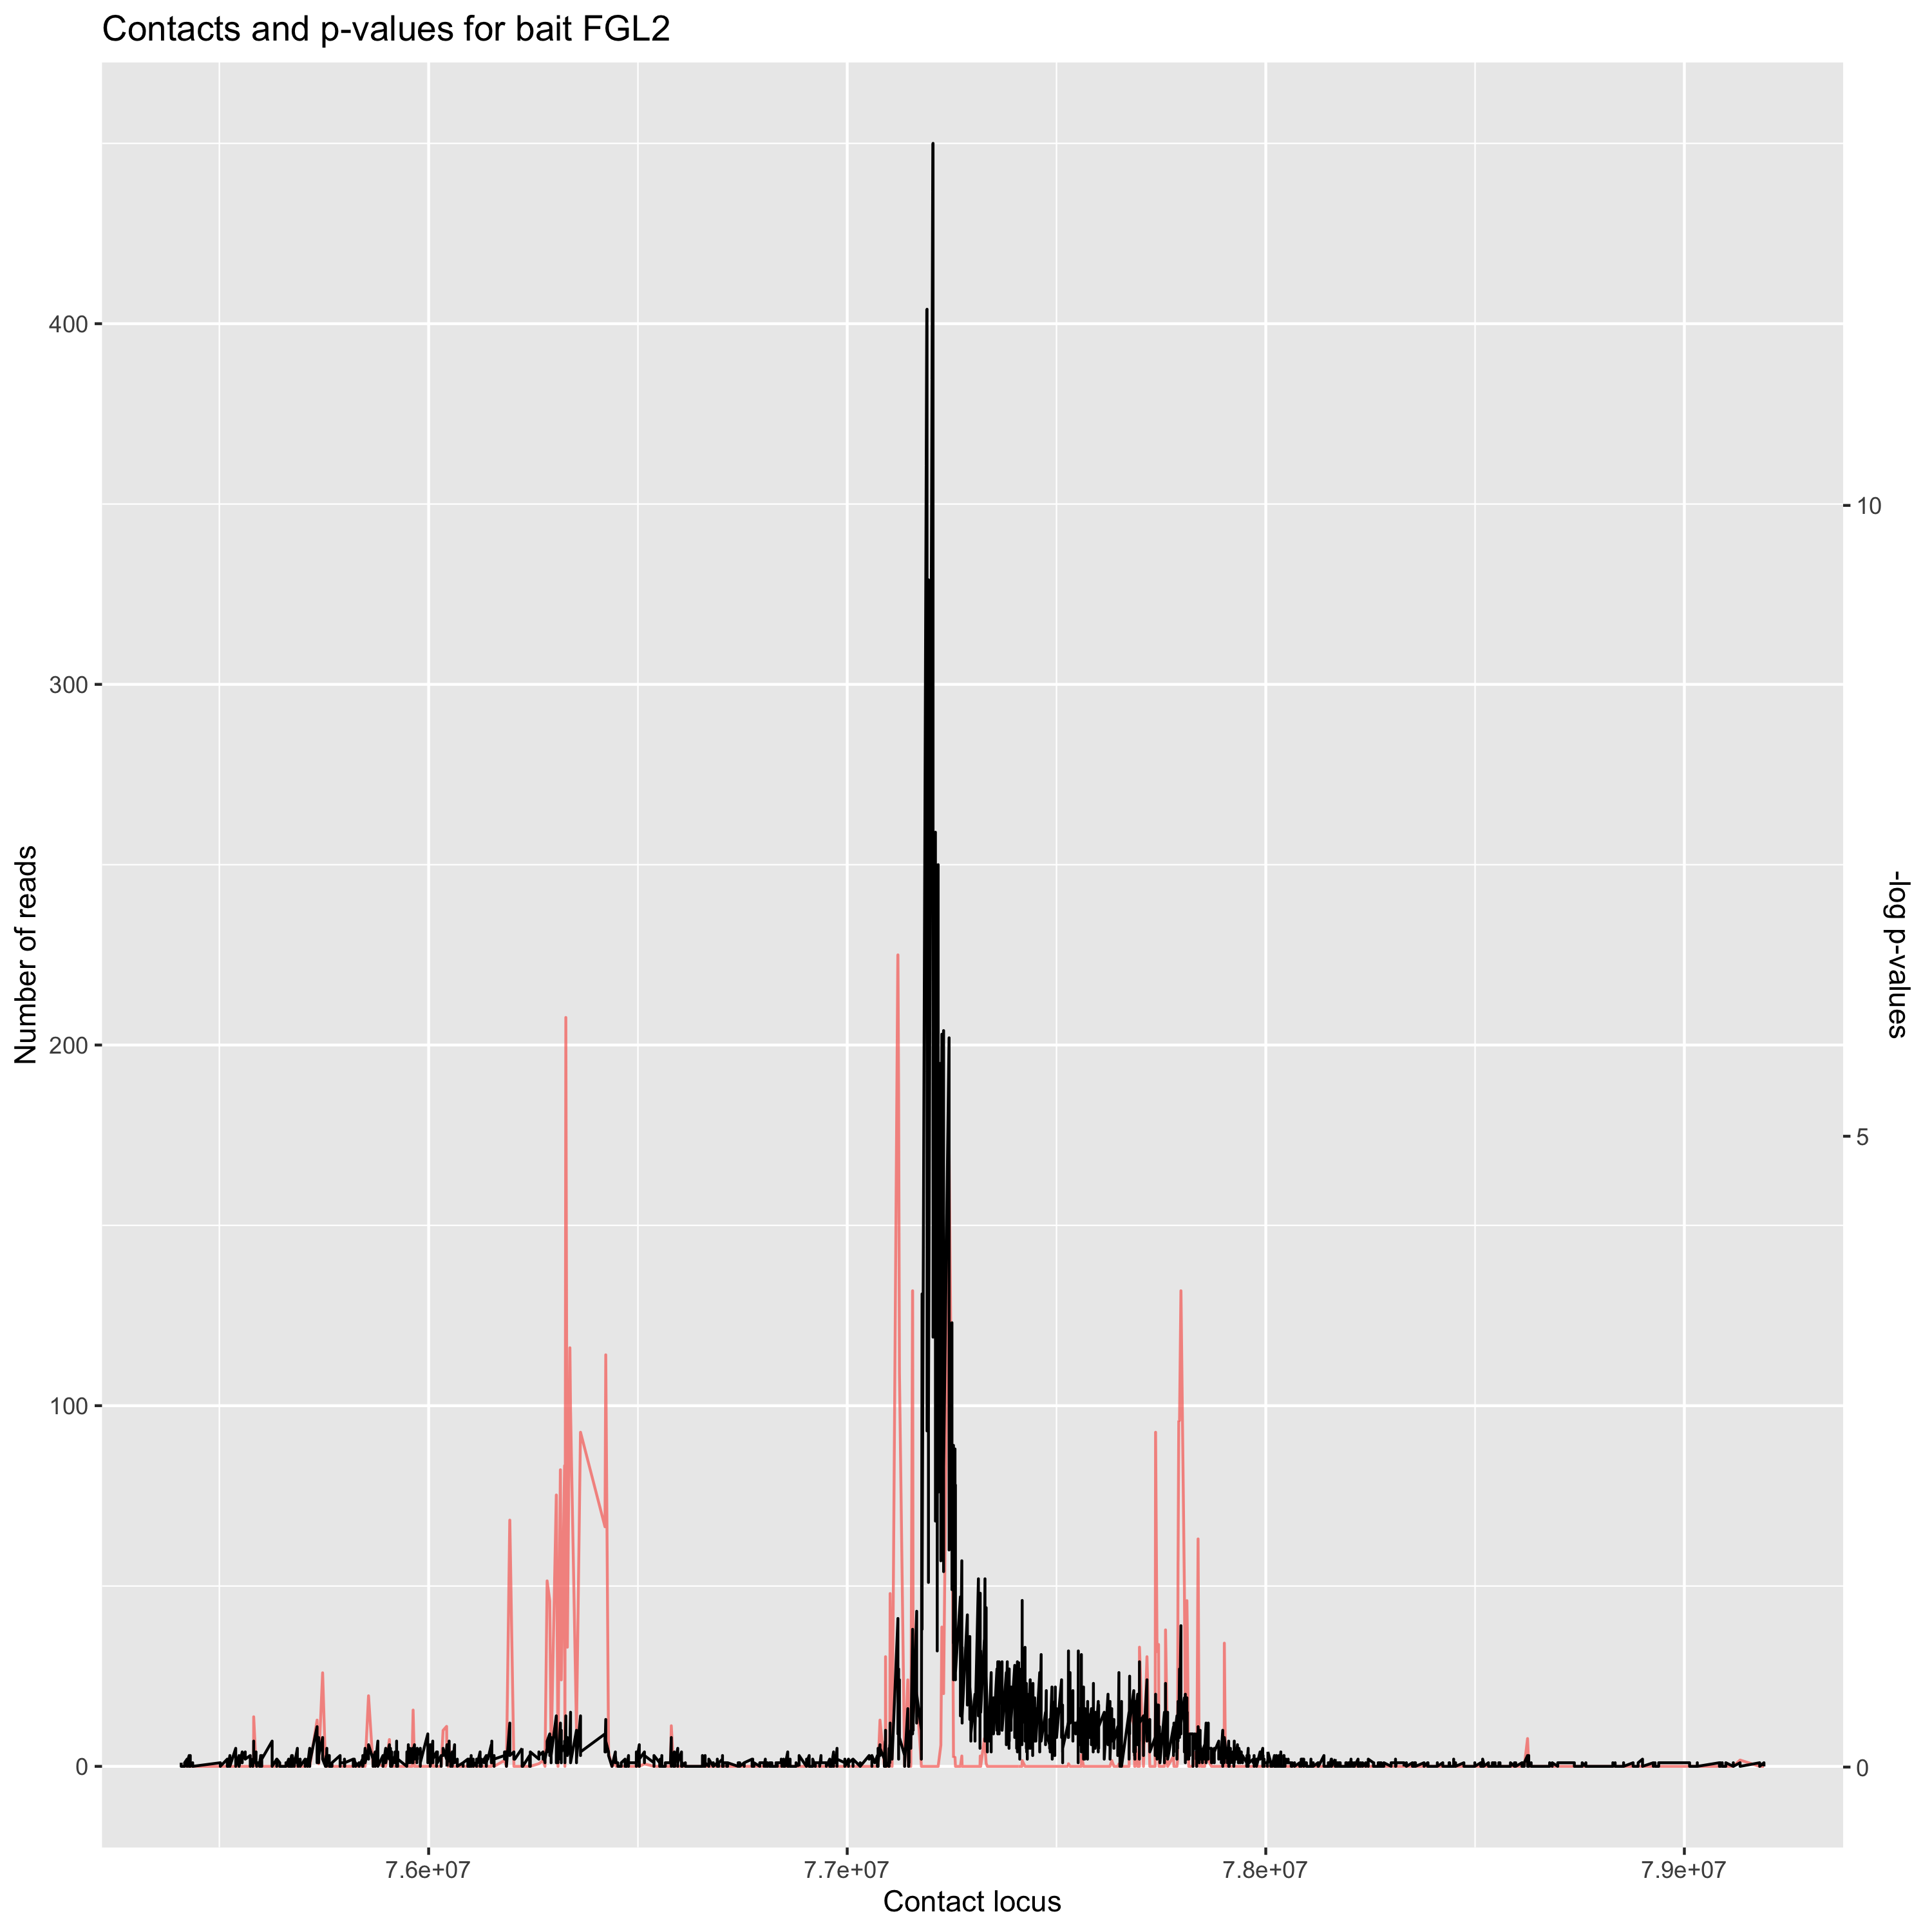 Contacts and p-values for bait FGL2
Number of reads
400
300
200
100
0
10
5
0
-log p-values
7.6e+07
7.7e+07
7.8e+07
7.9e+07
Contact locus